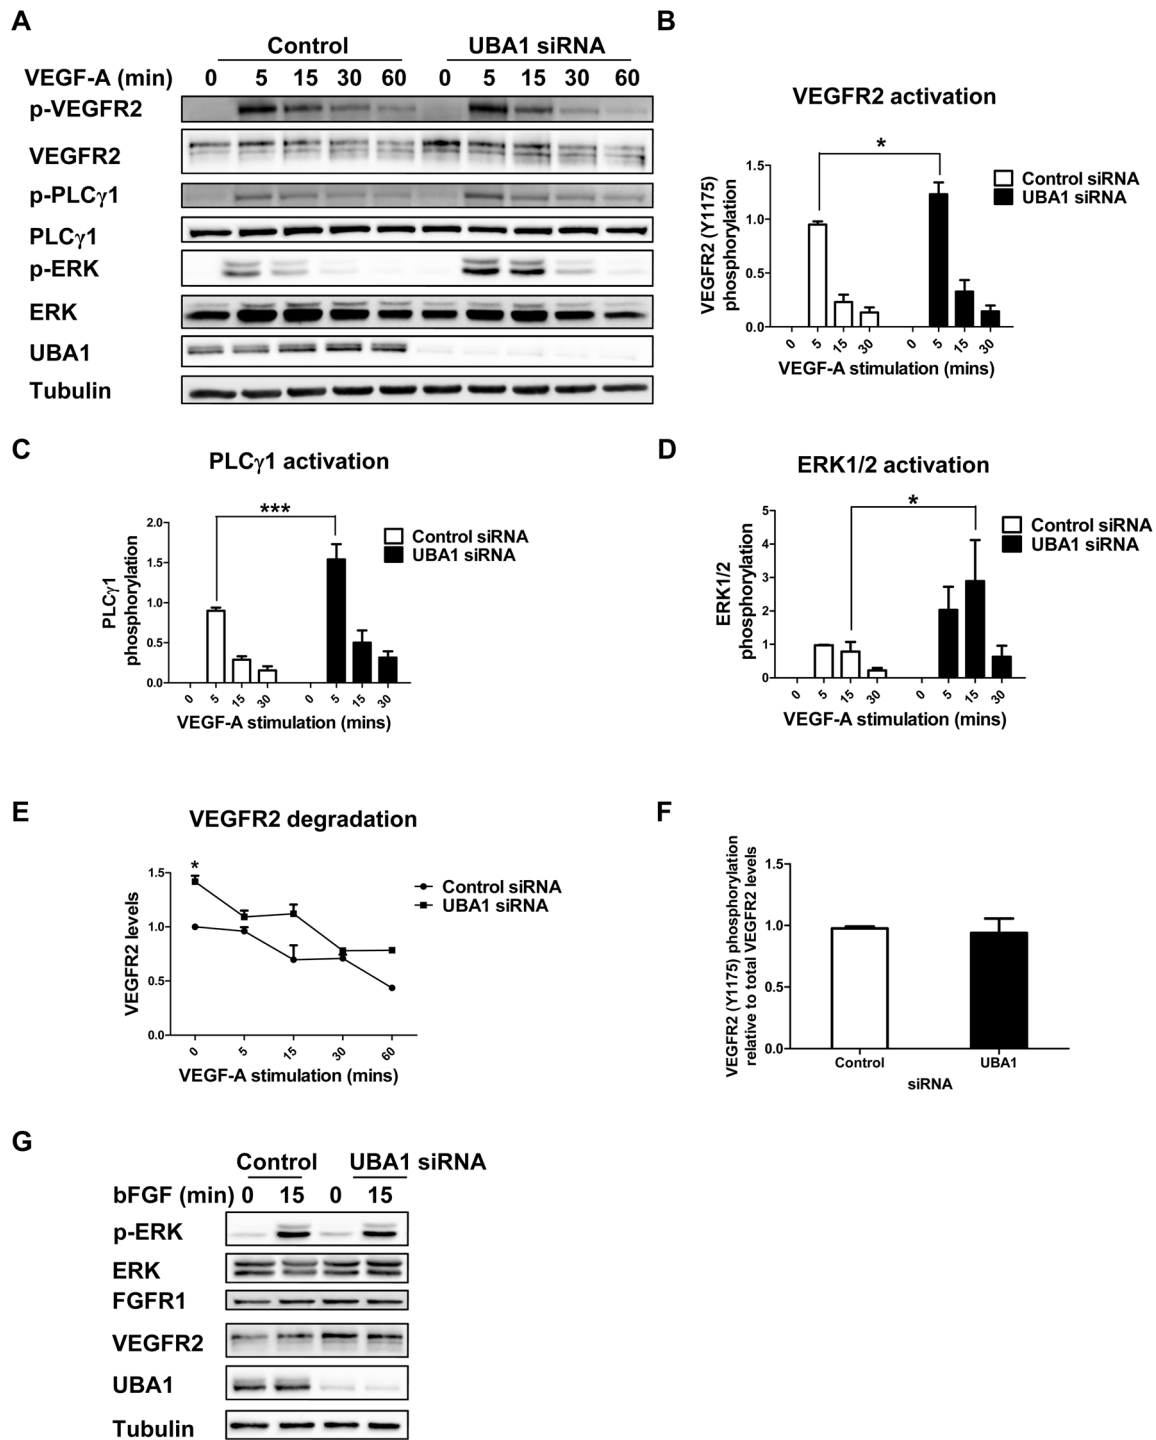 A
Control UBA1 siRNA
VEGF-A (min) 0 5 15 30 60 0 5 15 30 60
p-VEGFR2
VEGFR2
p-PLCγ1
PLCγ1
p-ERK
ERK
UBA1
Tubulin
B
VEGFR2 activation
VEGFR2 (Y1175)
phosphorylation
1.5
1.0
0.5
0.0
*
Control siRNA
UBA1 siRNA
0 5 15 30 0 5 15 30
VEGF-A stimulation (mins)
C
PLCγ1 activation
PLCγ1
phosphorylation
2.0
1.5
1.0
0.5
0.0
***
Control siRNA
UBA1 siRNA
0 5 15 30 0 5 15 30
VEGF-A stimulation (mins)
D
ERK1/2 activation
ERK1/2
phosphorylation
5
4
3
2
1
0
*
Control siRNA
UBA1 siRNA
0 5 15 30 0 5 15 30
VEGF-A stimulation (mins)
E
VEGFR2 degradation
VEGFR2 levels
1.5
1.0
0.5
0.0
*
Control siRNA
UBA1 siRNA
0 5 15 30 60
VEGF-A stimulation (mins)
F
VEGFR2 (Y1175) phosphorylation
relative to total VEGFR2 levels
1.5
1.0
0.5
0.0
Control UBA1
siRNA
G
Control UBA1 siRNA
bFGF (min) 0 15 0 15
p-ERK
ERK
FGFR1
VEGFR2
UBA1
Tubulin